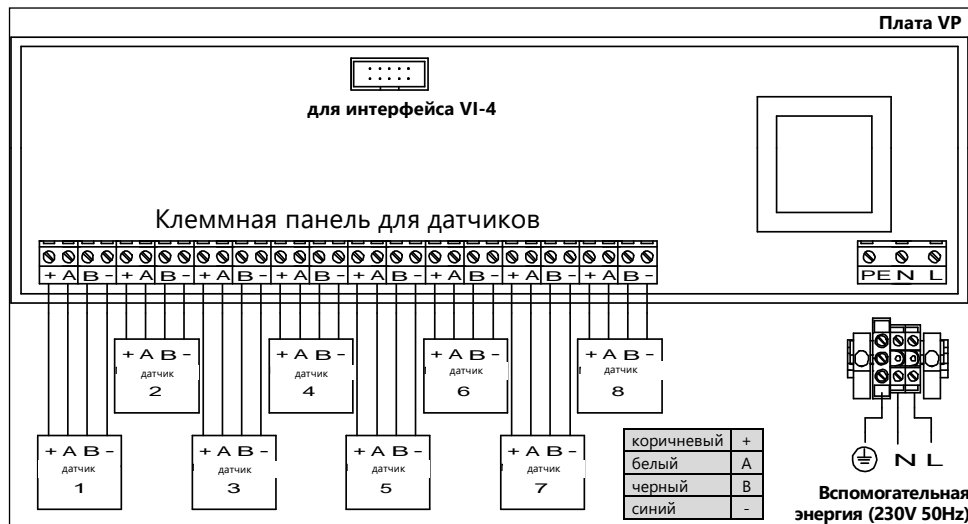 Плата VP
для интерфейса VI-4
Клеммная панель для датчиков
+ A B - + A B - + A B - + A B - + A B - + A B - + A B - + A B -
PE N L
+ A B -
датчик
2
+ A B -
датчик
4
+ A B -
датчик
6
+ A B -
датчик
8
+ A B -
датчик
1
+ A B -
датчик
3
+ A B -
датчик
5
+ A B -
датчик
7
коричневый +
белый A
черный B
синий -
N L
Вспомогательная
энергия (230V 50Hz)